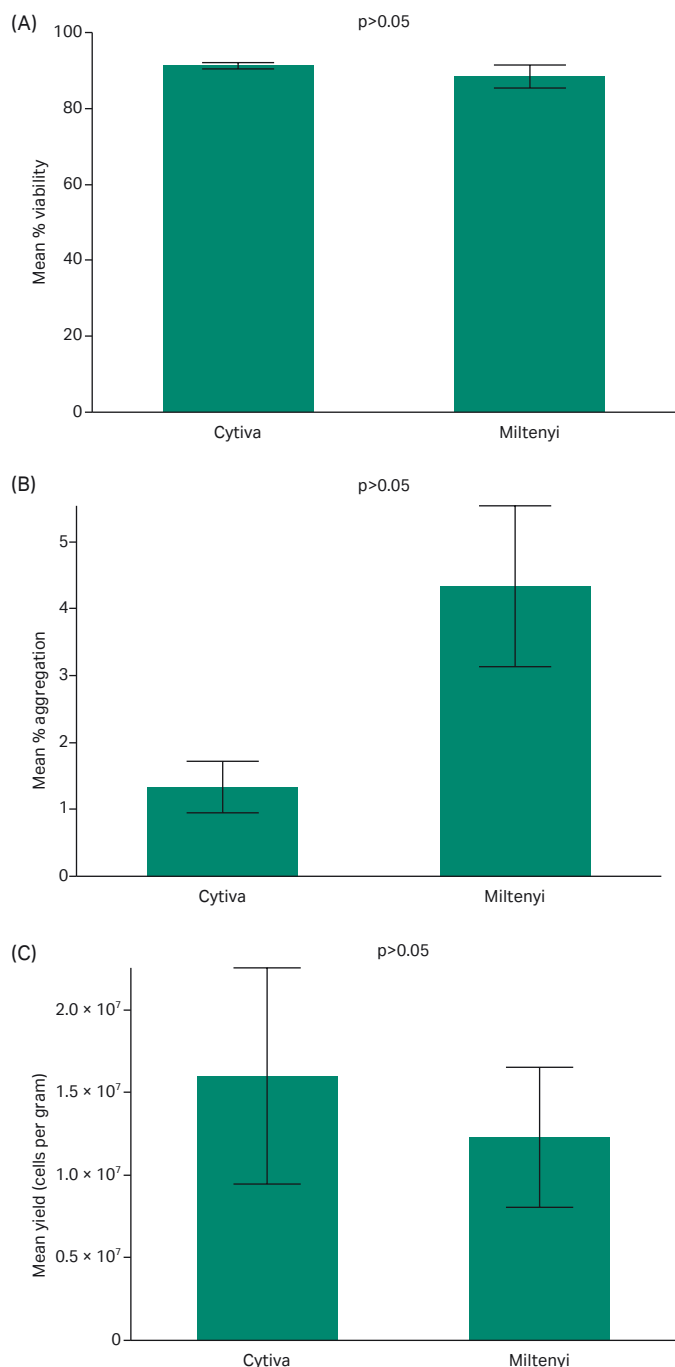 (A)
p>0.05
100
80
60
40
20
0
Mean % viability
Cytiva Miltenyi
(B)
p>0.05
5
4
3
2
1
0
Mean % aggregation
Cytiva Miltenyi
(C)
p>0.05
2.0 × 10⁷
1.5 × 10⁷
1.0 × 10⁷
0.5 × 10⁷
0
Mean yield (cells per gram)
Cytiva Miltenyi